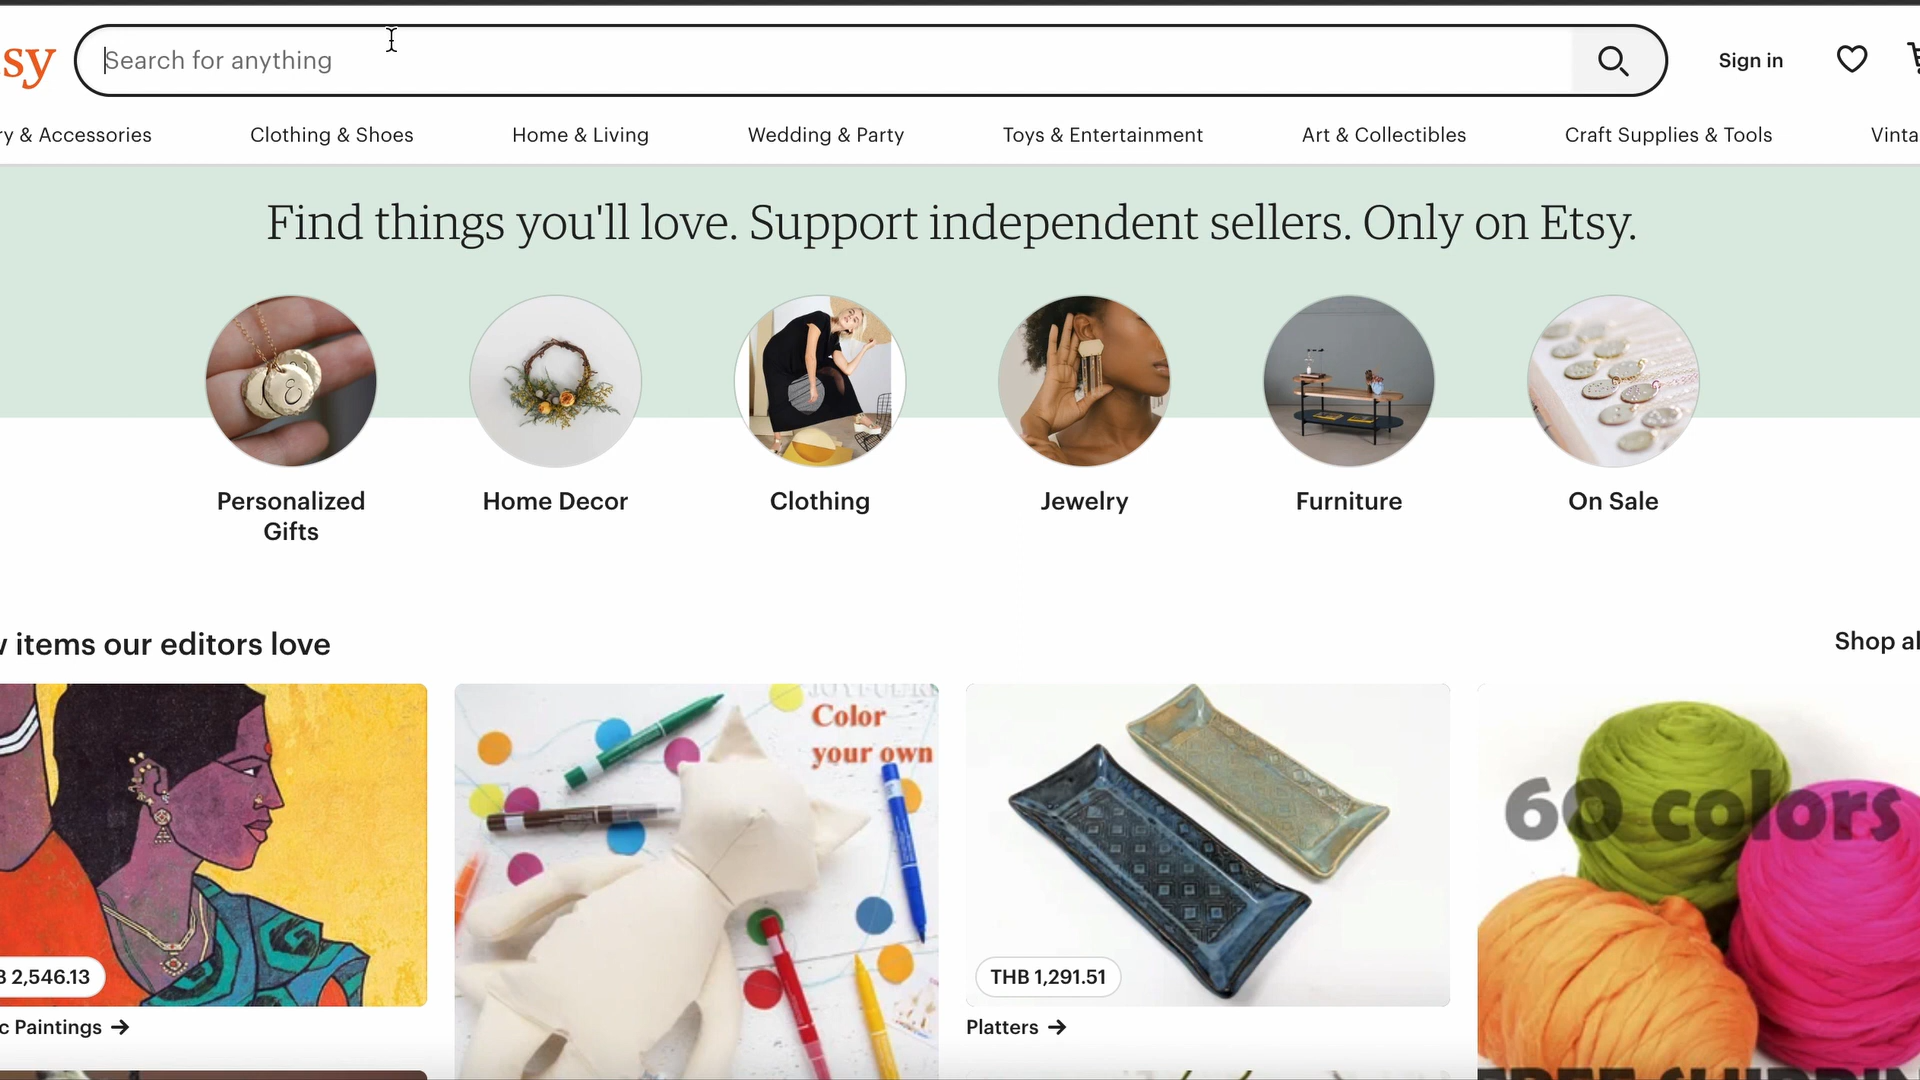 sy
Search for anything
Sign in
ry & Accessories
Clothing & Shoes
Home & Living
Wedding & Party
Toys & Entertainment
Art & Collectibles
Craft Supplies & Tools
Vinta
Find things you'll love. Support independent sellers. Only on Etsy.
E
Personalized
Gifts
Home Decor
Clothing
Jewelry
Furniture
On Sale
items our editors love
Shop al
Color
your own
60 colors
2,546.13
THB 1,291.51
c Paintings →
Platters →